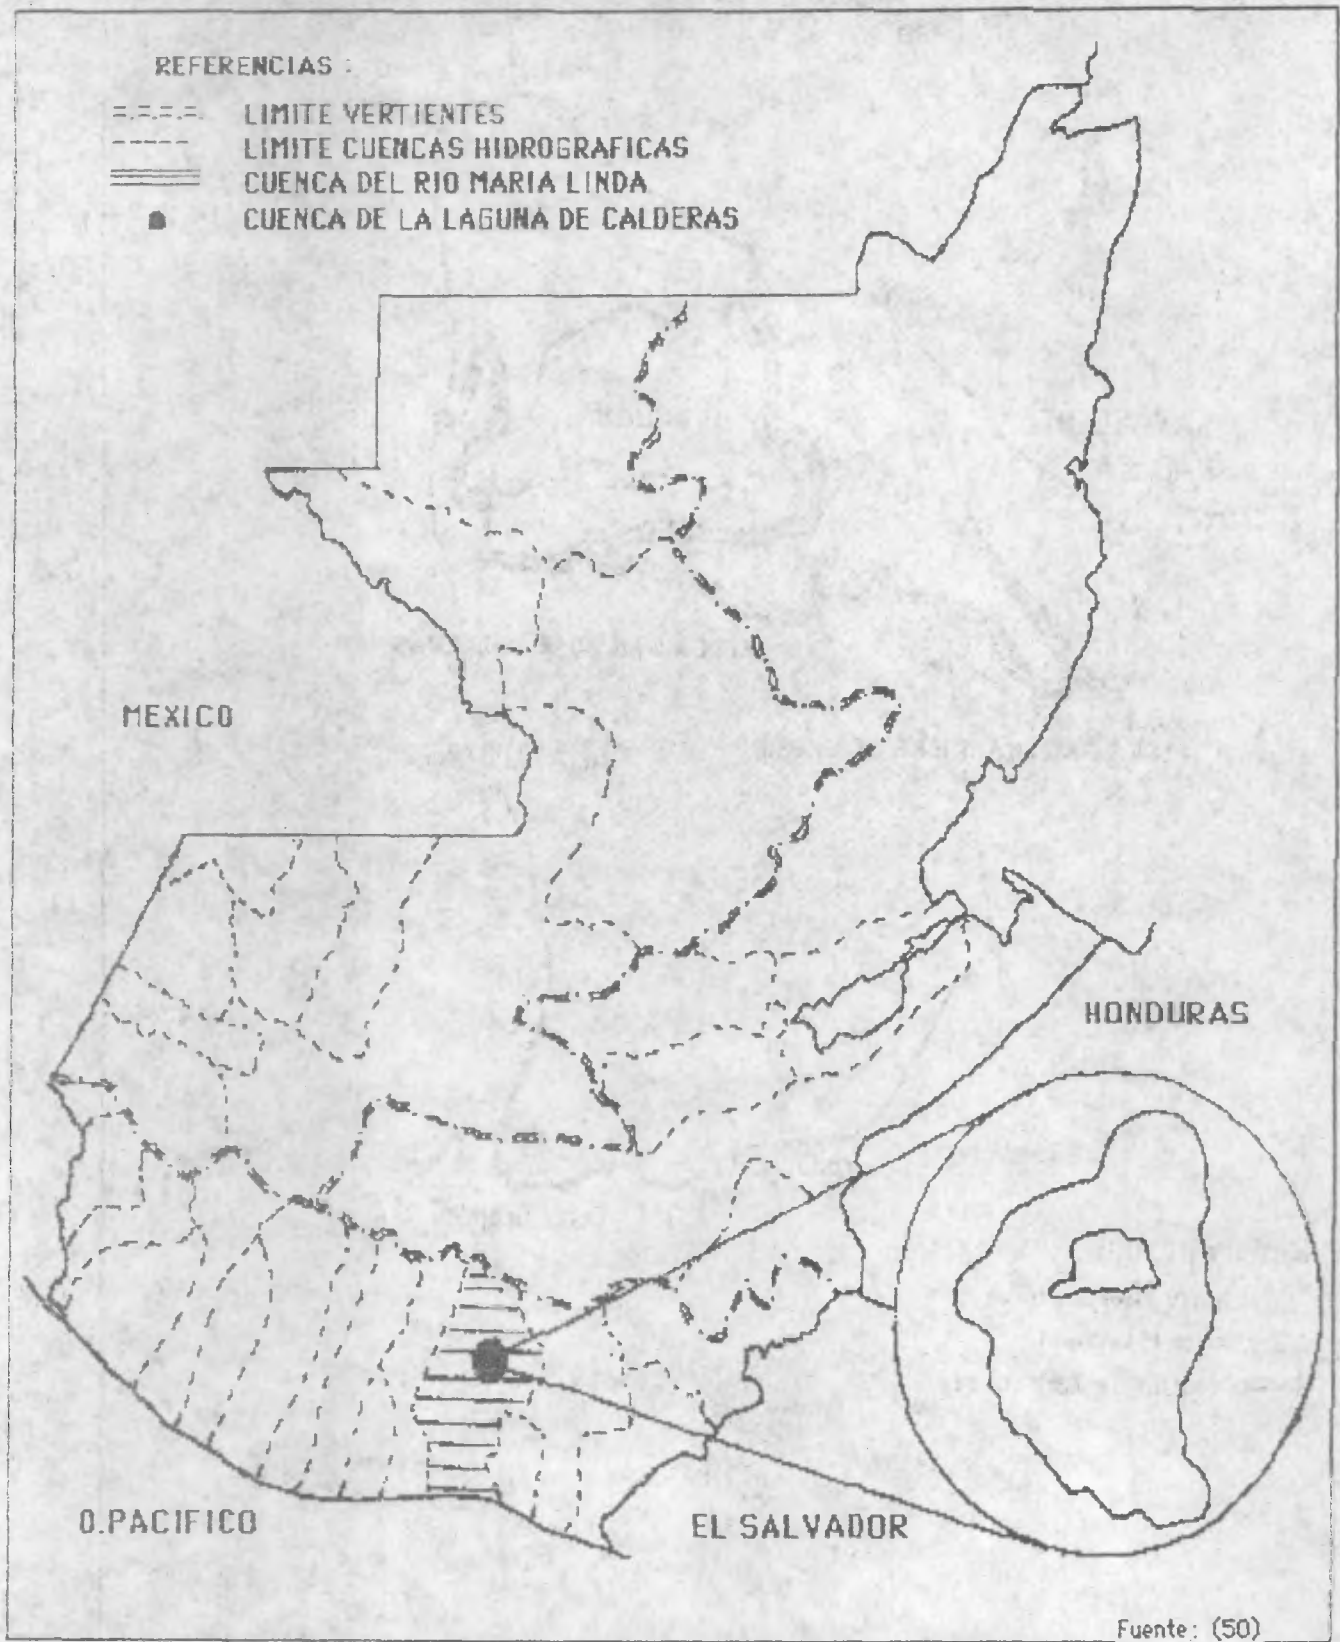 REFERENCIAS :
LIMITE VERTIENTES
LIMITE CUENCAS HIDROGRAFICAS
CUENCA DEL RIO MARIA LINDA
CUENCA DE LA LAGUNA DE CALDERAS
MEXICO
HONDURAS
O.PACIFICO
EL SALVADOR
Fuente: (50)